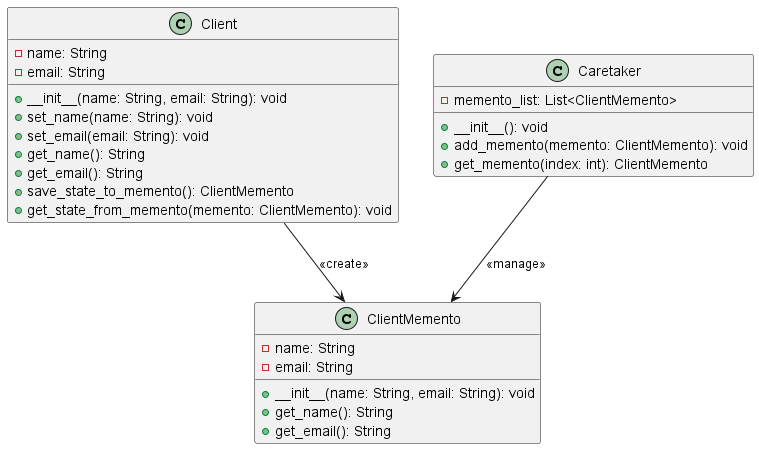 C Client
name: String
email: String
__init__(name: String, email: String): void
set_name(name: String): void
set_email(email: String): void
get_name(): String
get_email(): String
save_state_to_memento(): ClientMemento
get_state_from_memento(memento: ClientMemento): void
C Caretaker
memento_list: List<ClientMemento>
__init__(): void
add_memento(memento: ClientMemento): void
get_memento(index: int): ClientMemento
«create»
«manage»
C ClientMemento
name: String
email: String
__init__(name: String, email: String): void
get_name(): String
get_email(): String